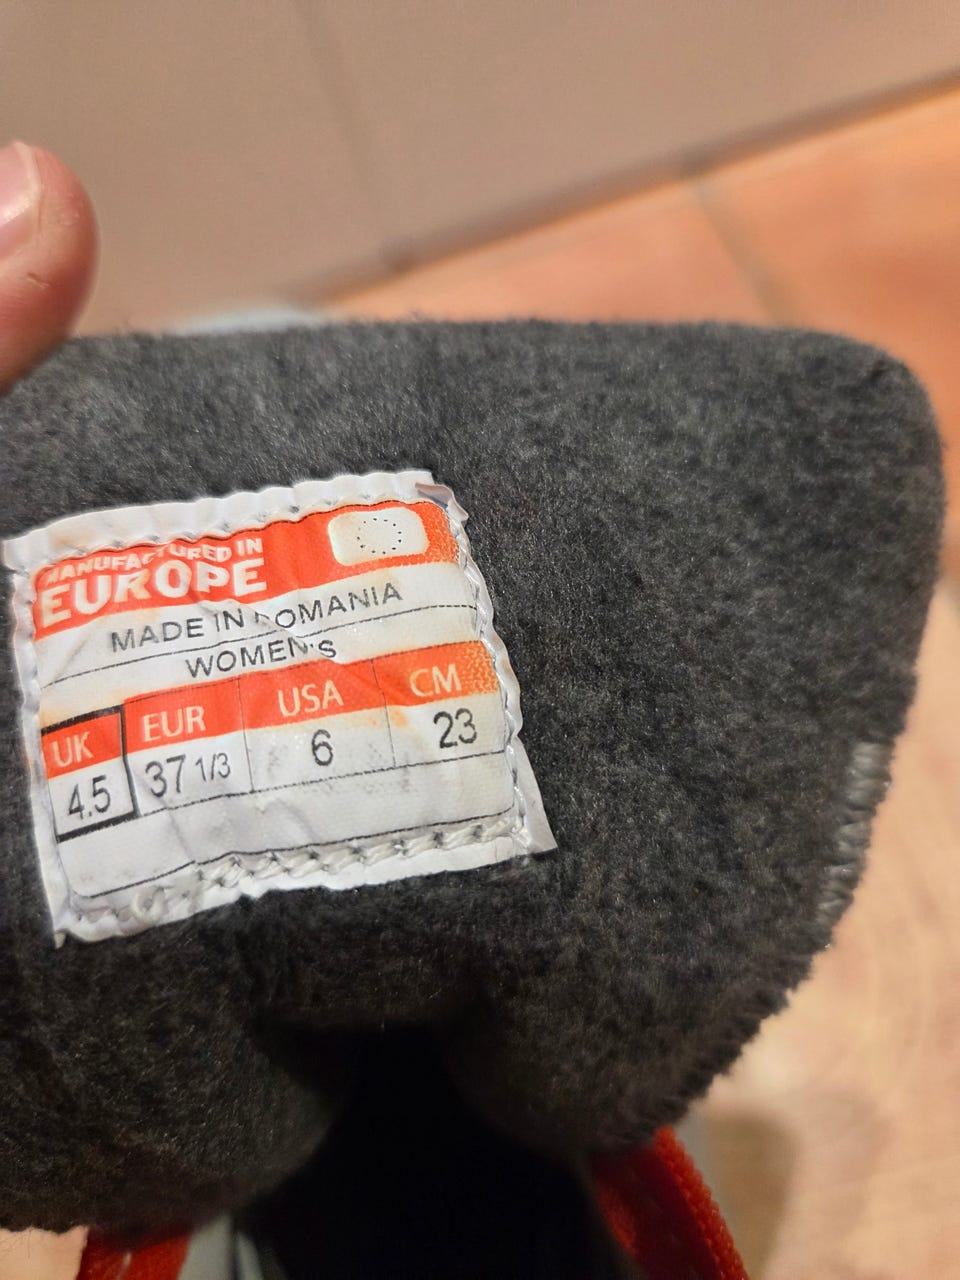 MANUFACTURED IN
EUROPE
MADE IN ROMANIA
WOMEN'S
UK EUR USA CM
4.5 37 1/3 6 23